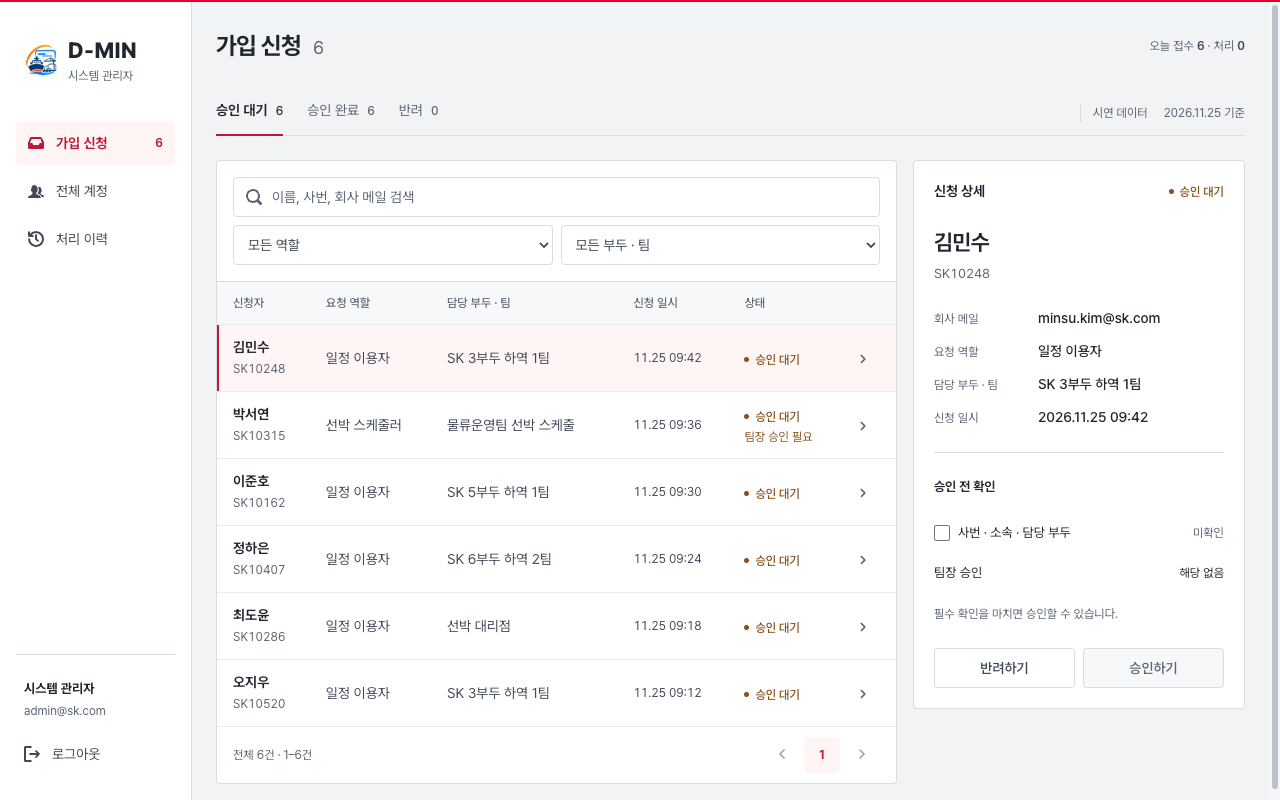 D-MIN
시스템 관리자
가입 신청 6
전체 계정
처리 이력
시스템 관리자
admin@sk.com
로그아웃
가입 신청 6
오늘 접수 6 · 처리 0
승인 대기 6 승인 완료 6 반려 0
시연 데이터 2026.11.25 기준
이름, 사번, 회사 메일 검색
모든 역할 모든 부두 · 팀
신청자 요청 역할 담당 부두 · 팀 신청 일시 상태
김민수
SK10248
일정 이용자 SK 3부두 하역 1팀 11.25 09:42 승인 대기
박서연
SK10315
선박 스케줄러 물류운영팀 선박 스케줄 11.25 09:36 승인 대기
팀장 승인 필요
이준호
SK10162
일정 이용자 SK 5부두 하역 1팀 11.25 09:30 승인 대기
정하은
SK10407
일정 이용자 SK 6부두 하역 2팀 11.25 09:24 승인 대기
최도윤
SK10286
일정 이용자 선박 대리점 11.25 09:18 승인 대기
오지우
SK10520
일정 이용자 SK 3부두 하역 1팀 11.25 09:12 승인 대기
전체 6건 · 1–6건
1
신청 상세 승인 대기
김민수
SK10248
회사 메일 minsu.kim@sk.com
요청 역할 일정 이용자
담당 부두 · 팀 SK 3부두 하역 1팀
신청 일시 2026.11.25 09:42
승인 전 확인
사번 · 소속 · 담당 부두 미확인
팀장 승인 해당 없음
필수 확인을 마치면 승인할 수 있습니다.
반려하기 승인하기